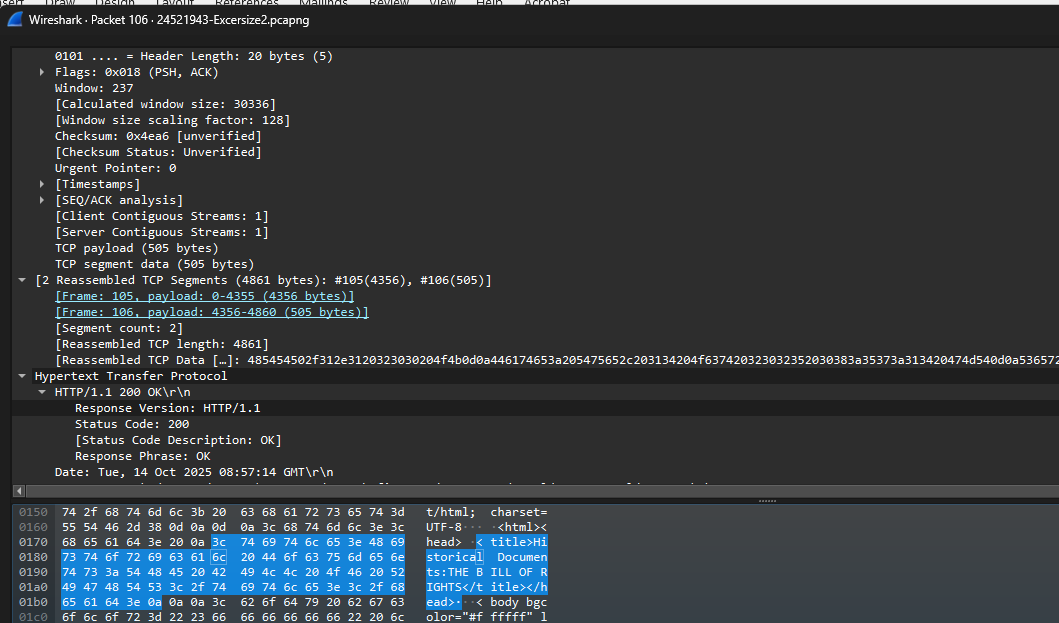 Draw Design Layout References Mailings Review View Help Acrobat
Wireshark · Packet 106 · 24521943-Excersize2.pcapng
0101 .... = Header Length: 20 bytes (5)
Flags: 0x018 (PSH, ACK)
Window: 237
[Calculated window size: 30336]
[Window size scaling factor: 128]
Checksum: 0x4ea6 [unverified]
[Checksum Status: Unverified]
Urgent Pointer: 0
[Timestamps]
[SEQ/ACK analysis]
[Client Contiguous Streams: 1]
[Server Contiguous Streams: 1]
TCP payload (505 bytes)
TCP segment data (505 bytes)
[2 Reassembled TCP Segments (4861 bytes): #105(4356), #106(505)]
[Frame: 105, payload: 0-4355 (4356 bytes)]
[Frame: 106, payload: 4356-4860 (505 bytes)]
[Segment count: 2]
[Reassembled TCP length: 4861]
[Reassembled TCP Data […]: 485454502f312e3120323030204f4b0d0a446174653a205475652c203134204f637420323032352030383a35373a313420474d540d0a536572
Hypertext Transfer Protocol
HTTP/1.1 200 OK\r\n
Response Version: HTTP/1.1
Status Code: 200
[Status Code Description: OK]
Response Phrase: OK
Date: Tue, 14 Oct 2025 08:57:14 GMT\r\n
0150 74 2f 68 74 6d 6c 3b 20 63 68 61 72 73 65 74 3d t/html; charset=
0160 55 54 46 2d 38 0d 0a 0d 0a 3c 68 74 6d 6c 3e 3c UTF-8··· ·<html><
0170 68 65 61 64 3e 20 0a 3c 74 69 74 6c 65 3e 48 69 head> ·< title>Hi
0180 73 74 6f 72 69 63 61 6c 20 44 6f 63 75 6d 65 6e storical Documen
0190 74 73 3a 54 48 45 20 42 49 4c 4c 20 4f 46 20 52 ts:THE B ILL OF R
01a0 49 47 48 54 53 3c 2f 74 69 74 6c 65 3e 3c 2f 68 IGHTS</t itle></h
01b0 65 61 64 3e 0a 0a 0a 3c 62 6f 64 79 20 62 67 63 ead>···< body bgc
01c0 6f 6c 6f 72 3d 22 23 66 66 66 66 66 66 22 20 6c olor="#f fffff" l